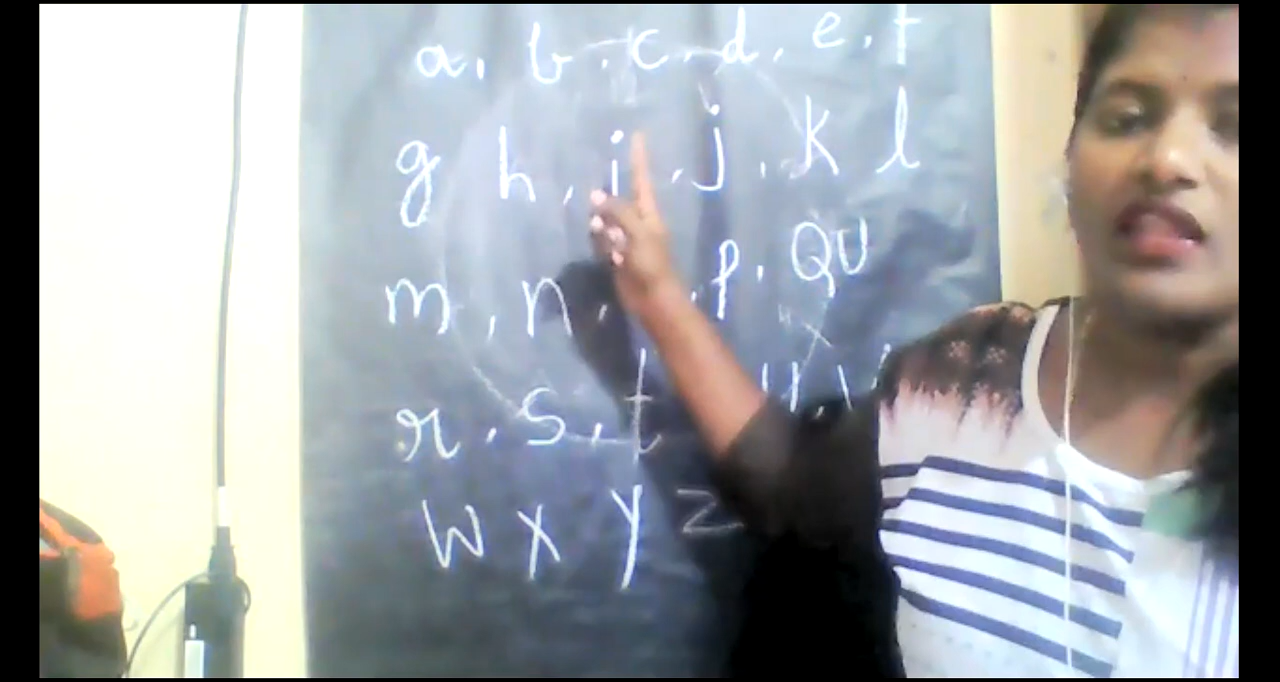 a, b, c, d, e, f
g h, i, j, k l
m, n, , p. QU
r, s, t u, v
W X Y Z